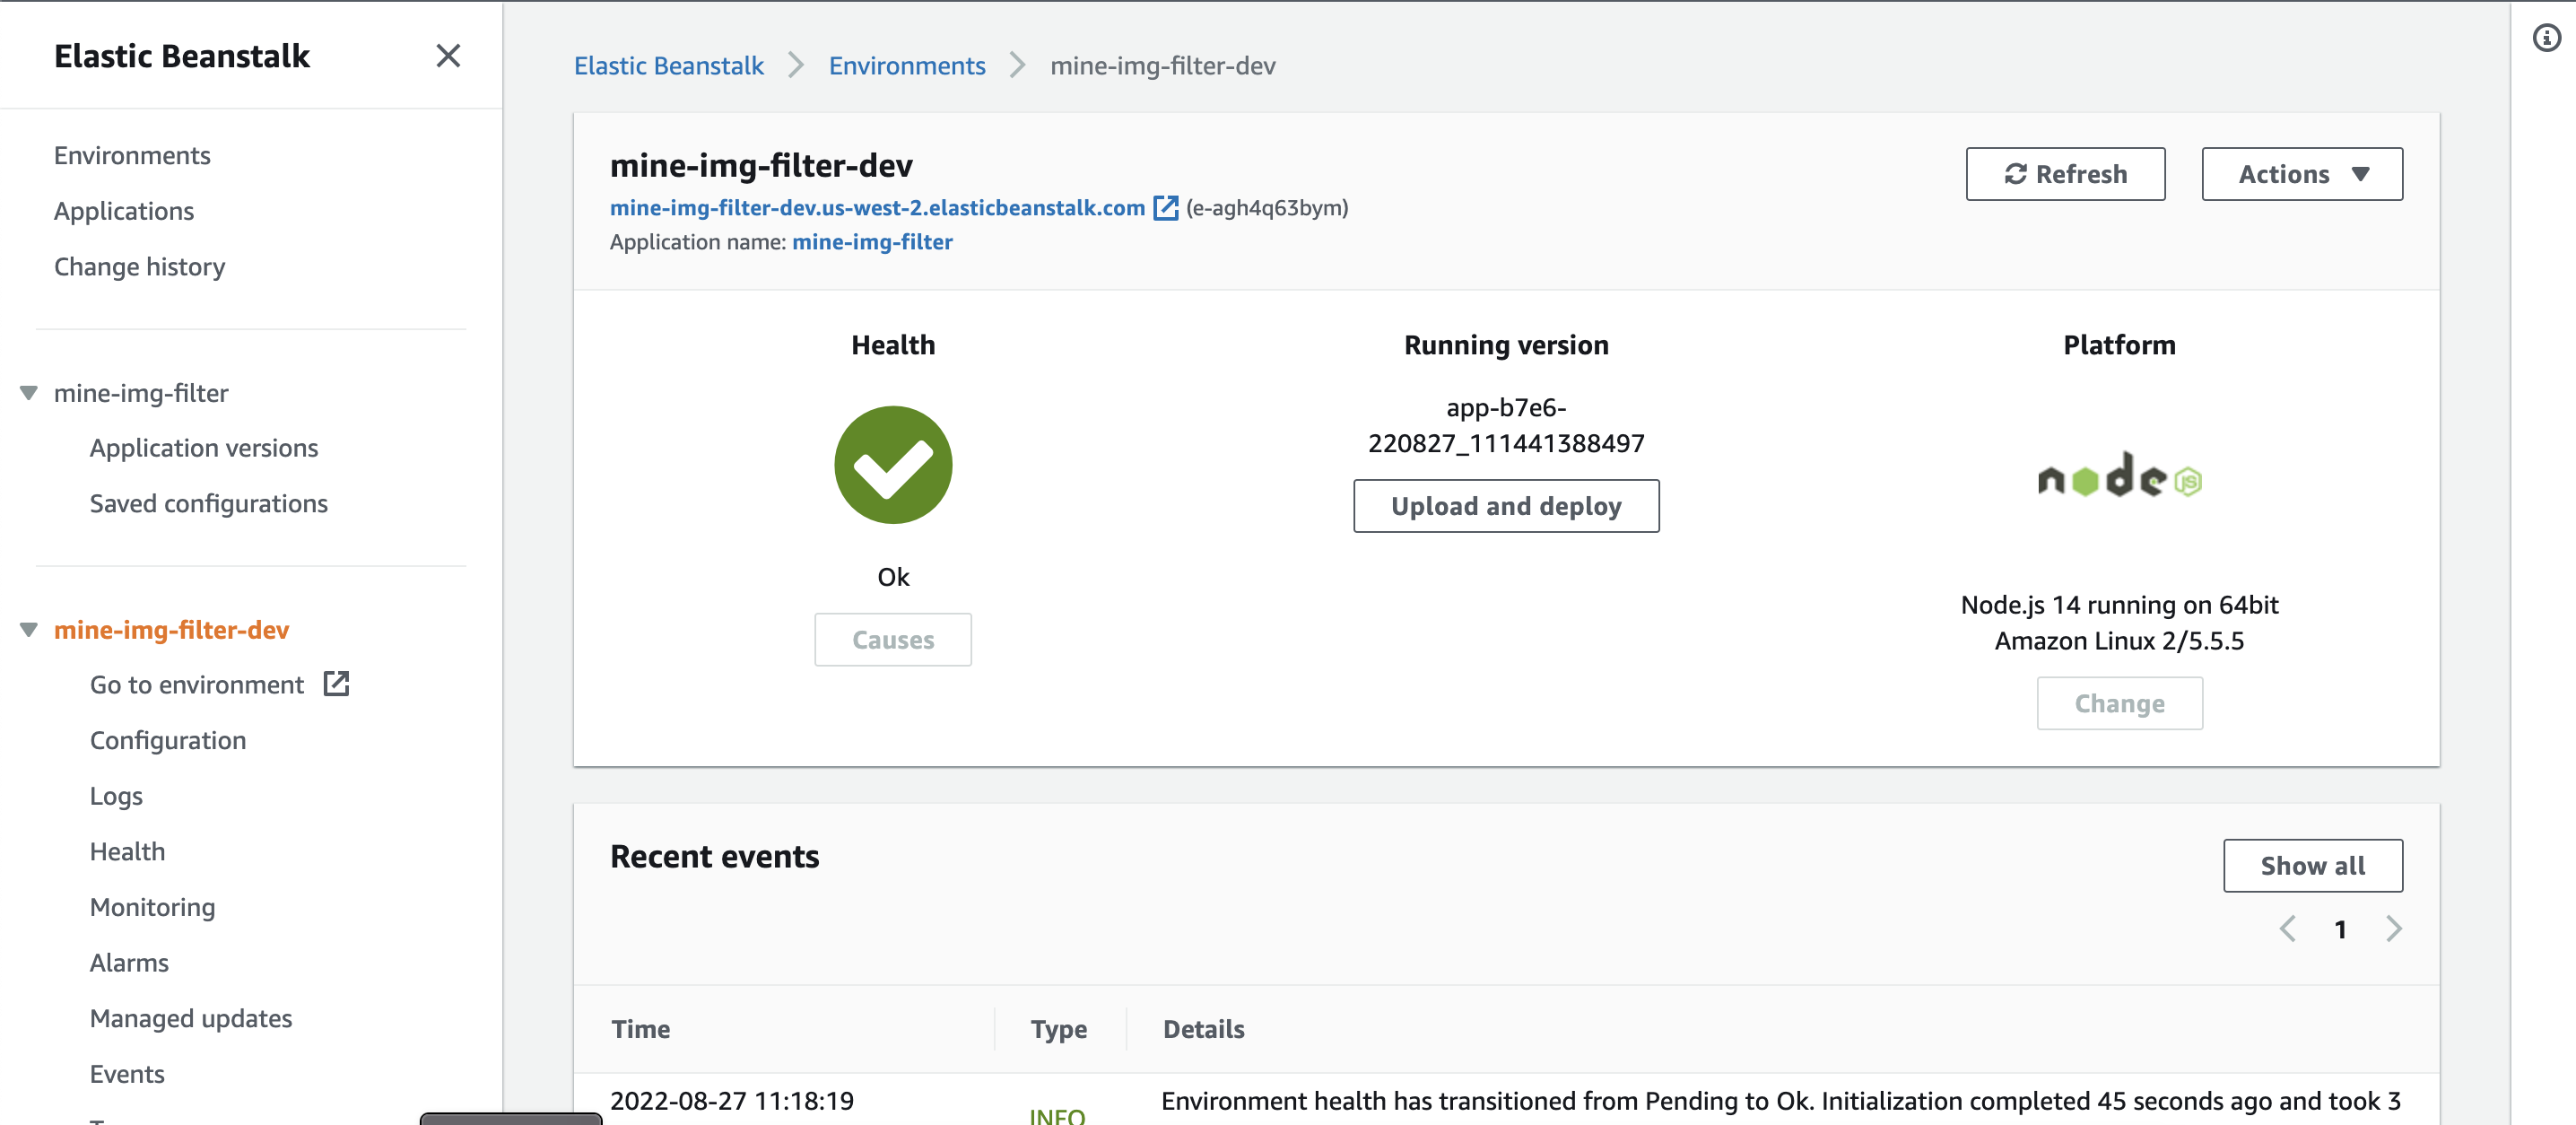 Elastic Beanstalk
Environments
Applications
Change history
mine-img-filter
Application versions
Saved configurations
mine-img-filter-dev
Go to environment
Configuration
Logs
Health
Monitoring
Alarms
Managed updates
Events
Elastic Beanstalk
Environments
mine-img-filter-dev
mine-img-filter-dev
Refresh
Actions
mine-img-filter-dev.us-west-2.elasticbeanstalk.com (e-agh4q63bym)
Application name: mine-img-filter
Health
Ok
Causes
Running version
app-b7e6-
220827_111441388497
Upload and deploy
Platform
node JS
Node.js 14 running on 64bit
Amazon Linux 2/5.5.5
Change
Recent events
Show all
1
Time Type Details
2022-08-27 11:18:19 INFO Environment health has transitioned from Pending to Ok. Initialization completed 45 seconds ago and took 3